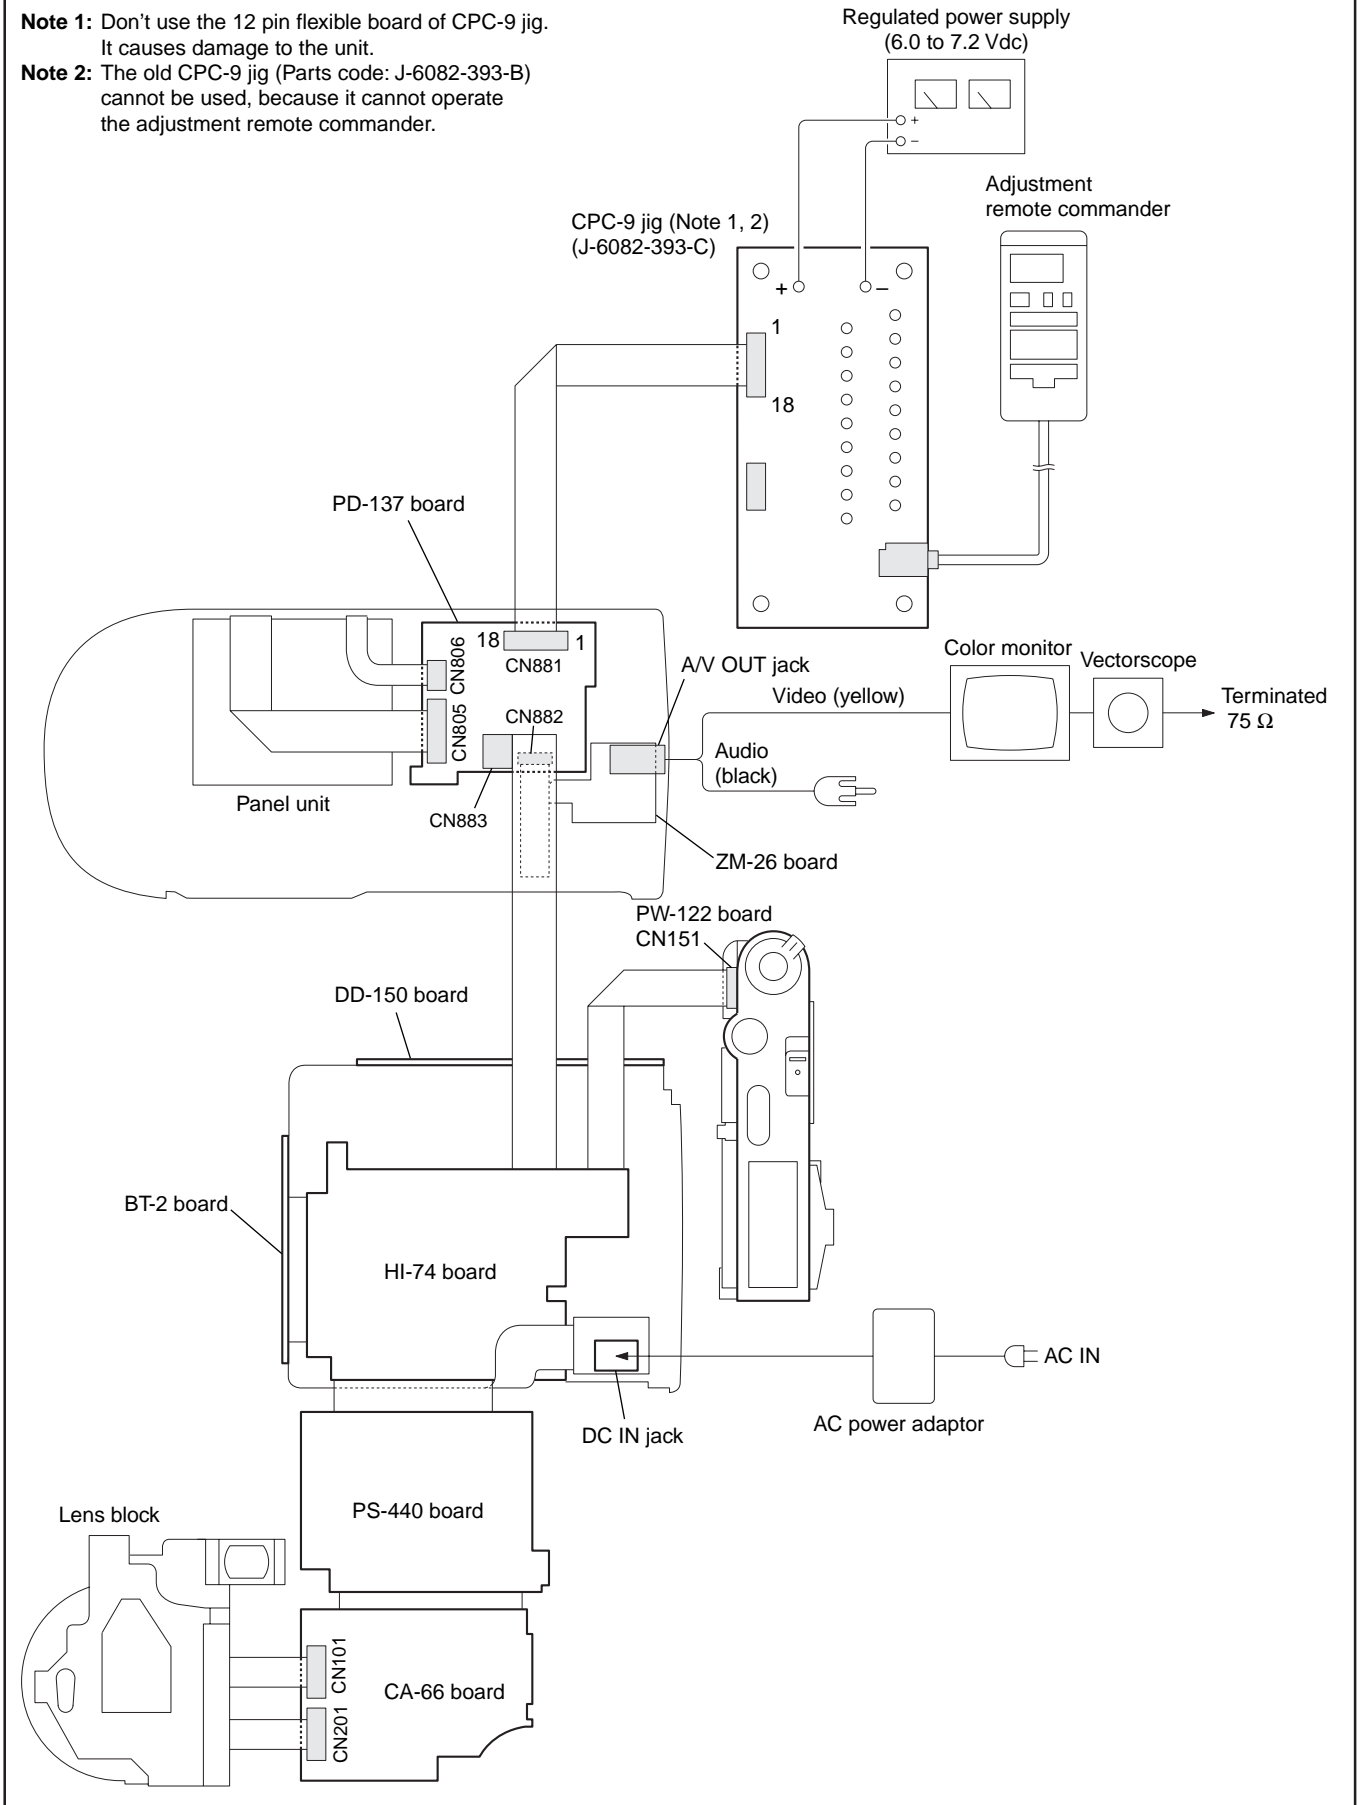 Note 1: Don't use the 12 pin flexible board of CPC-9 jig.
It causes damage to the unit.
Note 2: The old CPC-9 jig (Parts code: J-6082-393-B)
cannot be used, because it cannot operate
the adjustment remote commander.
Regulated power supply
(6.0 to 7.2 Vdc)
+
–
Adjustment
remote commander
CPC-9 jig (Note 1, 2)
(J-6082-393-C)
+
–
1
18
PD-137 board
18
1
CN881
CN806
CN805
CN882
CN883
Panel unit
A/V OUT jack
Video (yellow)
Audio
(black)
Color monitor
Vectorscope
Terminated
75 Ω
ZM-26 board
PW-122 board
CN151
DD-150 board
BT-2 board
HI-74 board
AC IN
AC power adaptor
DC IN jack
PS-440 board
Lens block
CN101
CN201
CA-66 board